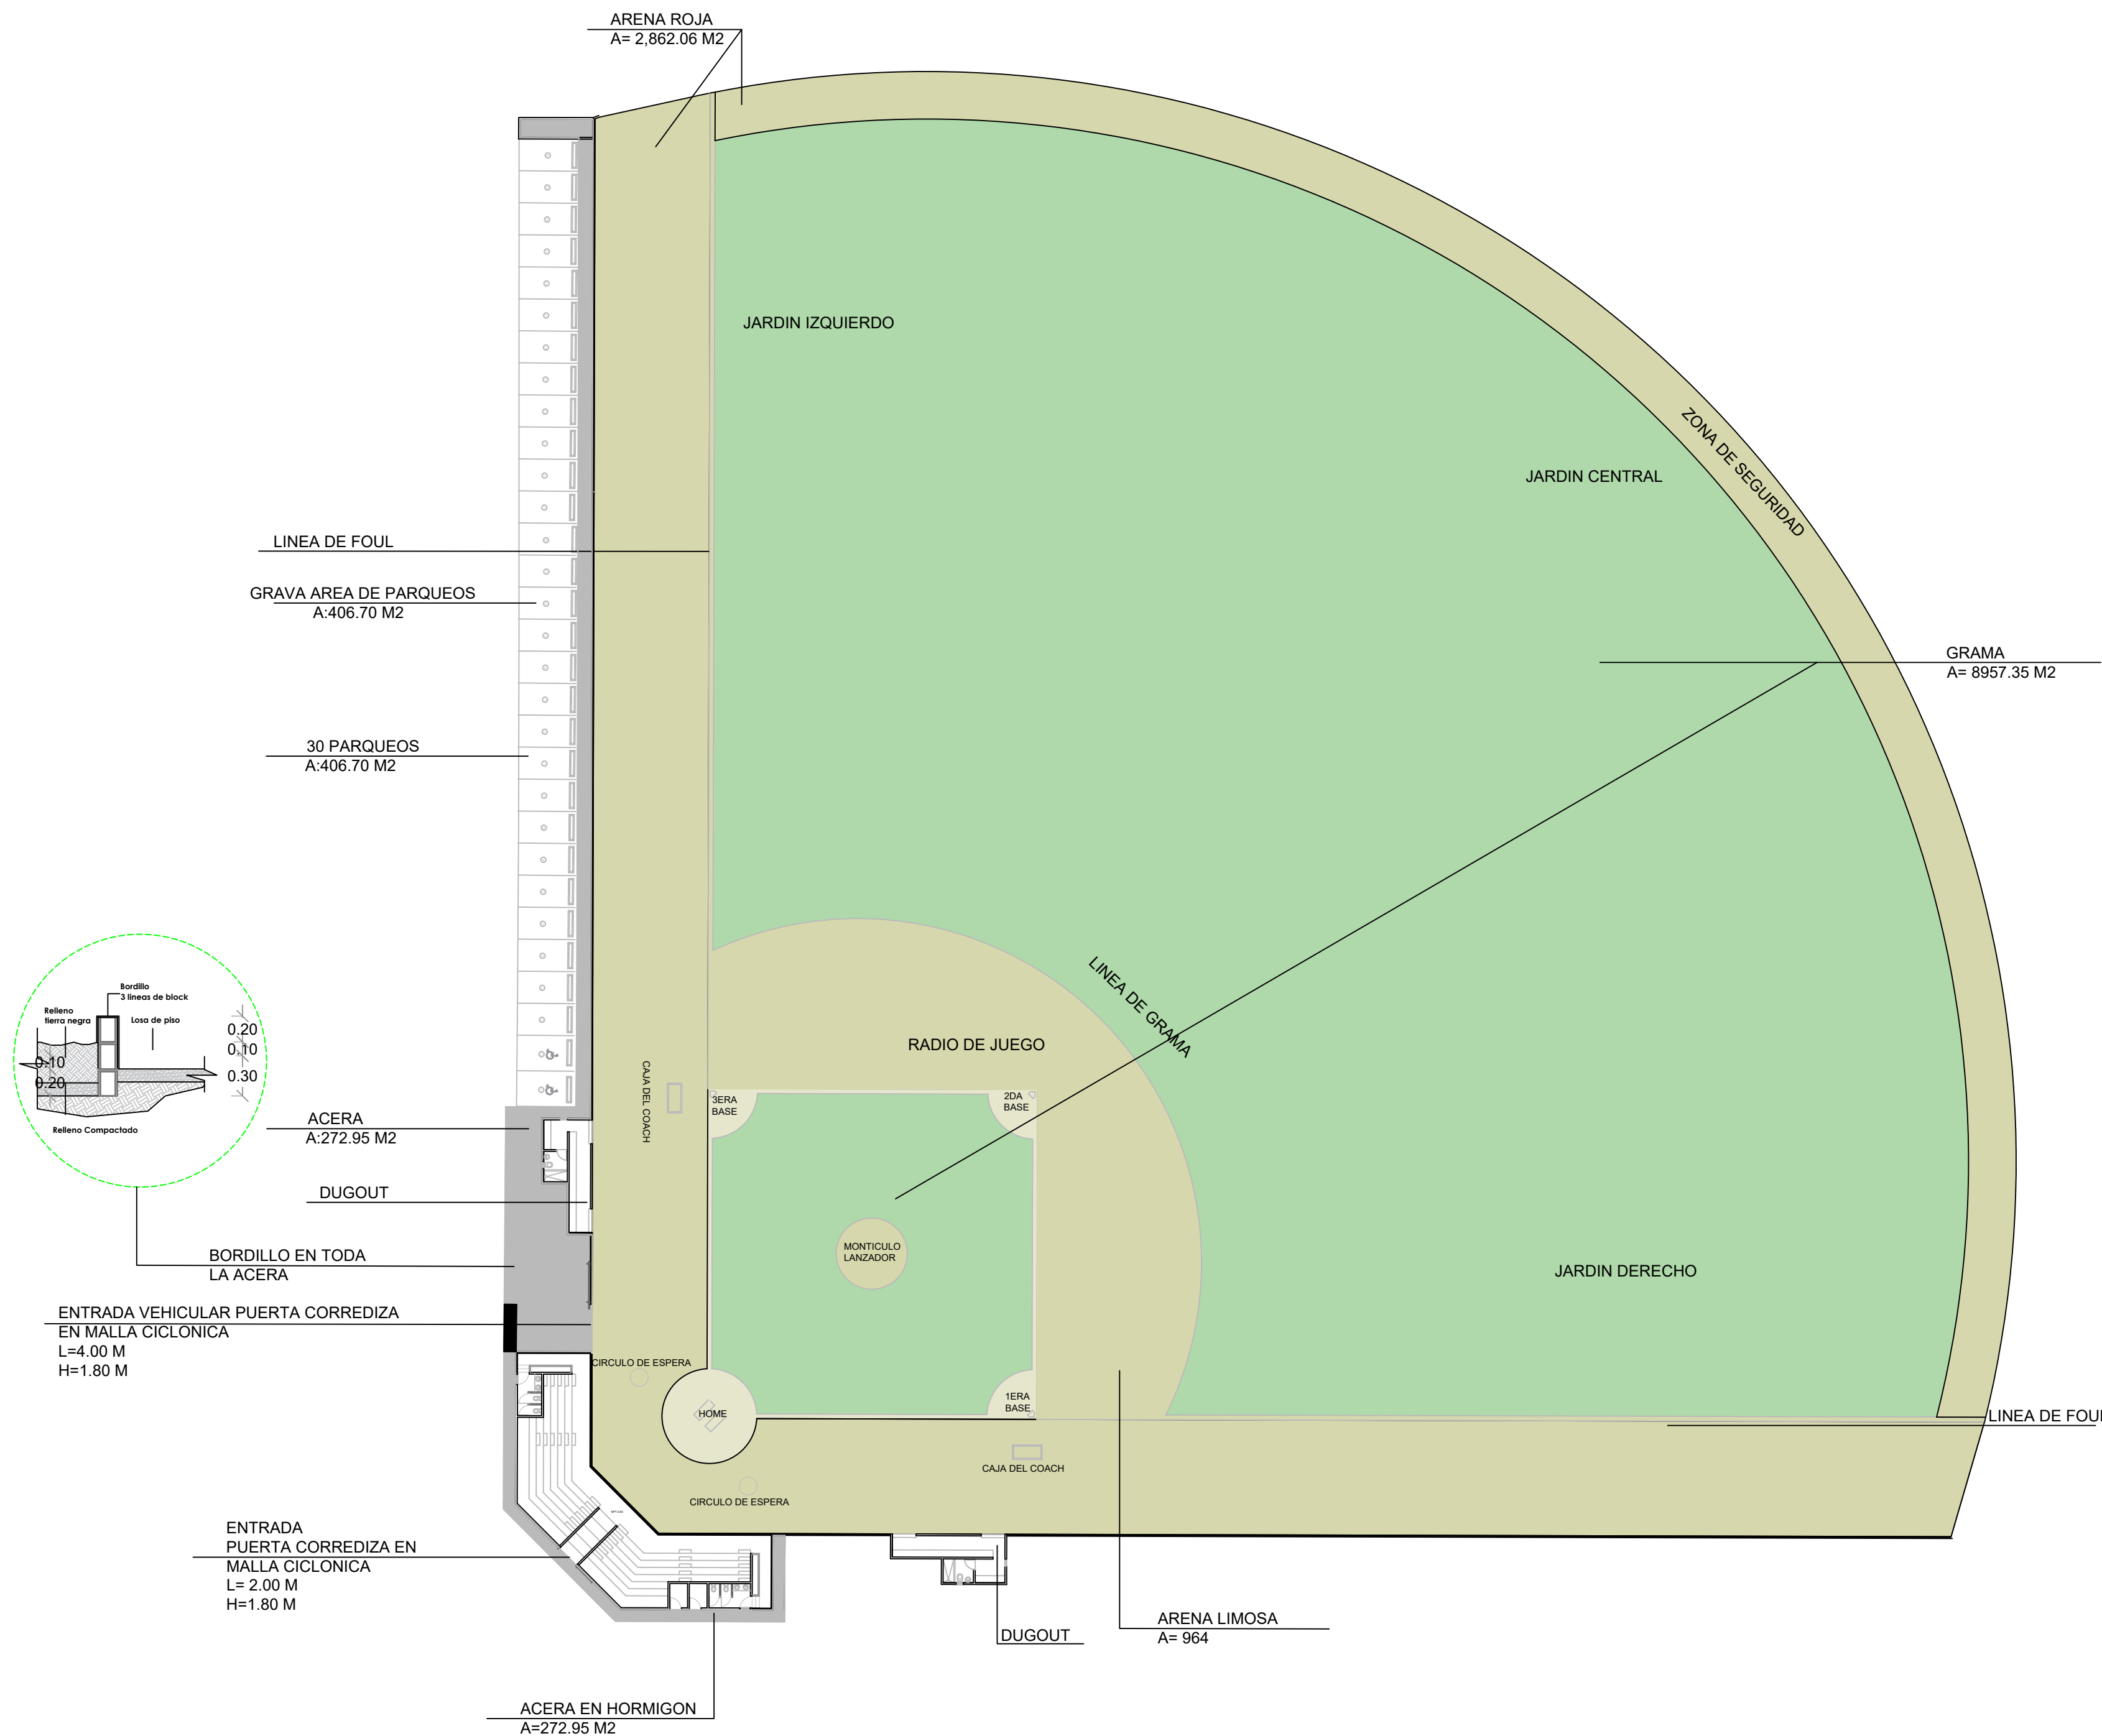 ARENA ROJA
A= 2,862.06 M2
JARDIN IZQUIERDO
JARDIN CENTRAL
ZONA DE SEGURIDAD
LINEA DE FOUL
GRAVA AREA DE PARQUEOS
A:406.70 M2
GRAMA
A= 8957.35 M2
30 PARQUEOS
A:406.70 M2
LINEA DE GRAMA
Bordillo
3 lineas de block
Relleno
tierra negra
Losa de piso
0.20
0.10
0.30
0.10
0.20
Relleno Compactado
RADIO DE JUEGO
CAJA DEL COACH
3ERA
BASE
2DA
BASE
ACERA
A:272.95 M2
DUGOUT
MONTICULO
LANZADOR
BORDILLO EN TODA
LA ACERA
JARDIN DERECHO
ENTRADA VEHICULAR PUERTA CORREDIZA
EN MALLA CICLONICA
L=4.00 M
H=1.80 M
CIRCULO DE ESPERA
HOME
1ERA
BASE
LINEA DE FOUL
CAJA DEL COACH
CIRCULO DE ESPERA
ENTRADA
PUERTA CORREDIZA EN
MALLA CICLONICA
L= 2.00 M
H=1.80 M
DUGOUT
ARENA LIMOSA
A= 964
ACERA EN HORMIGON
A=272.95 M2